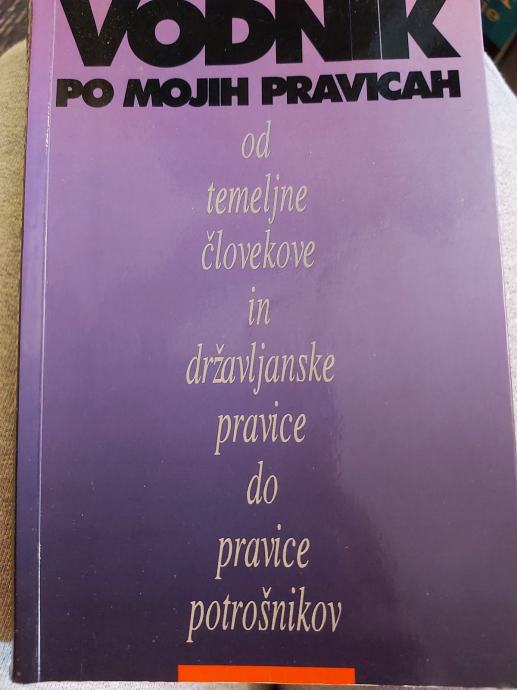 VODNIK
PO MOJIH PRAVICAH
od
temeljne
človekove
in
državljanske
pravice
do
pravice
potrošnikov